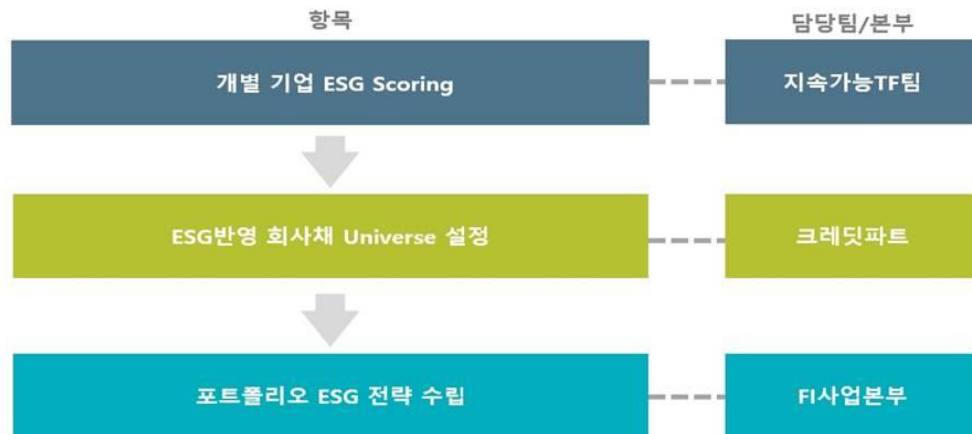 항목
담당팀/본부
개별 기업 ESG Scoring
지속가능TF팀
ESG반영 회사채 Universe 설정
크레딧파트
포트폴리오 ESG 전략 수립
FI사업본부